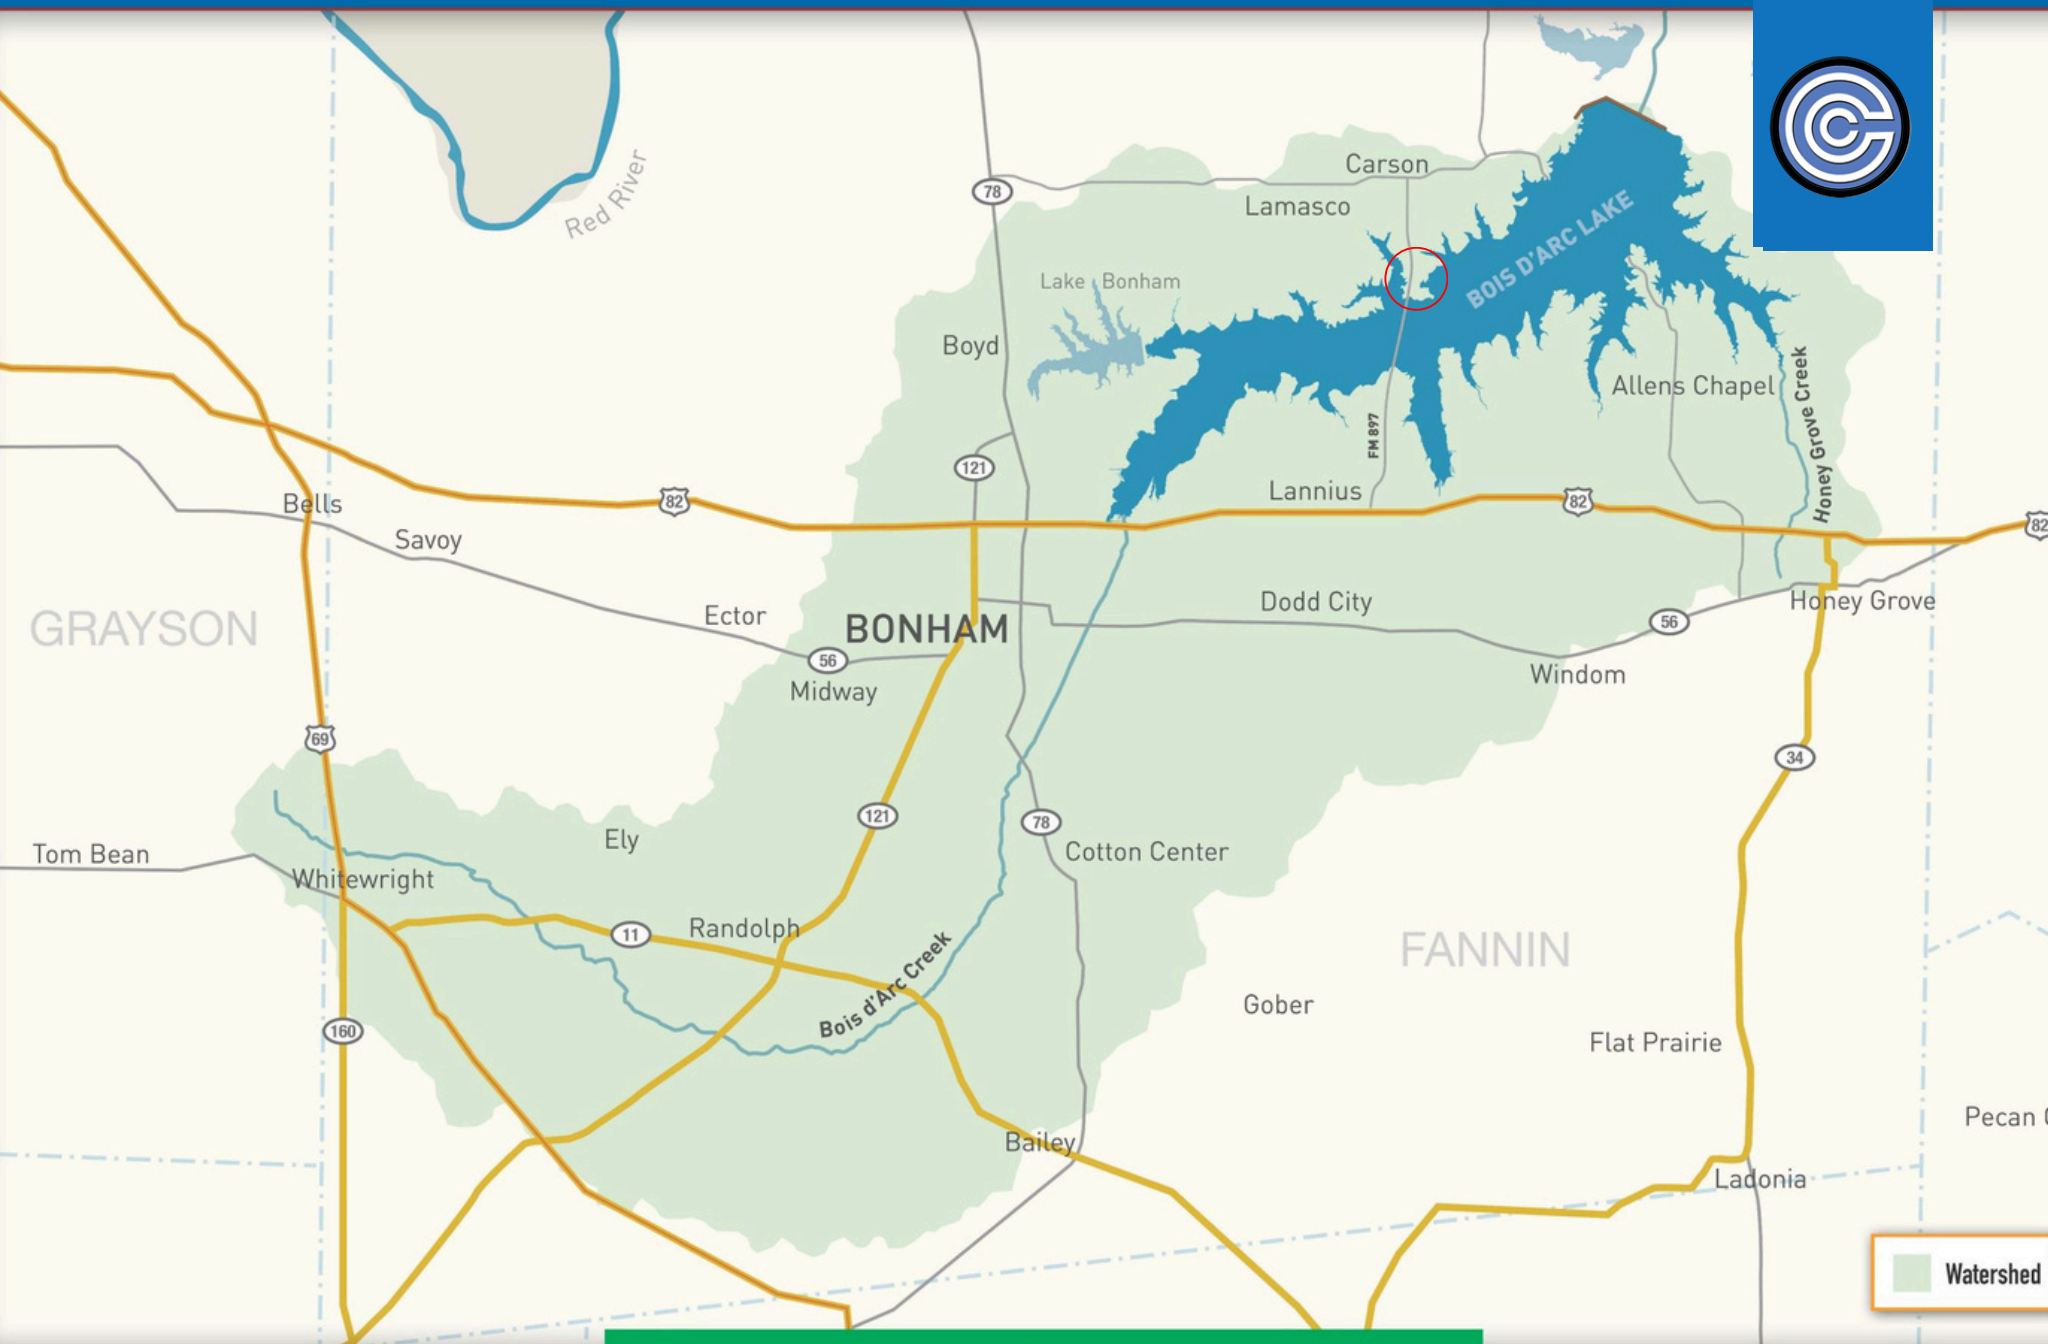 Red River
78
Carson
Lamasco
BOIS D'ARC LAKE
Lake Bonham
Boyd
Allens Chapel
Honey Grove Creek
FM 897
121
Lannius
82
82
82
Bells
Savoy
GRAYSON
Ector
BONHAM
Dodd City
Honey Grove
56
56
Midway
Windom
69
34
121
78
Ely
Cotton Center
Tom Bean
Whitewright
11
Randolph
Bois d'Arc Creek
FANNIN
Gober
160
Flat Prairie
Pecan
Bailey
Ladonia
Watershed